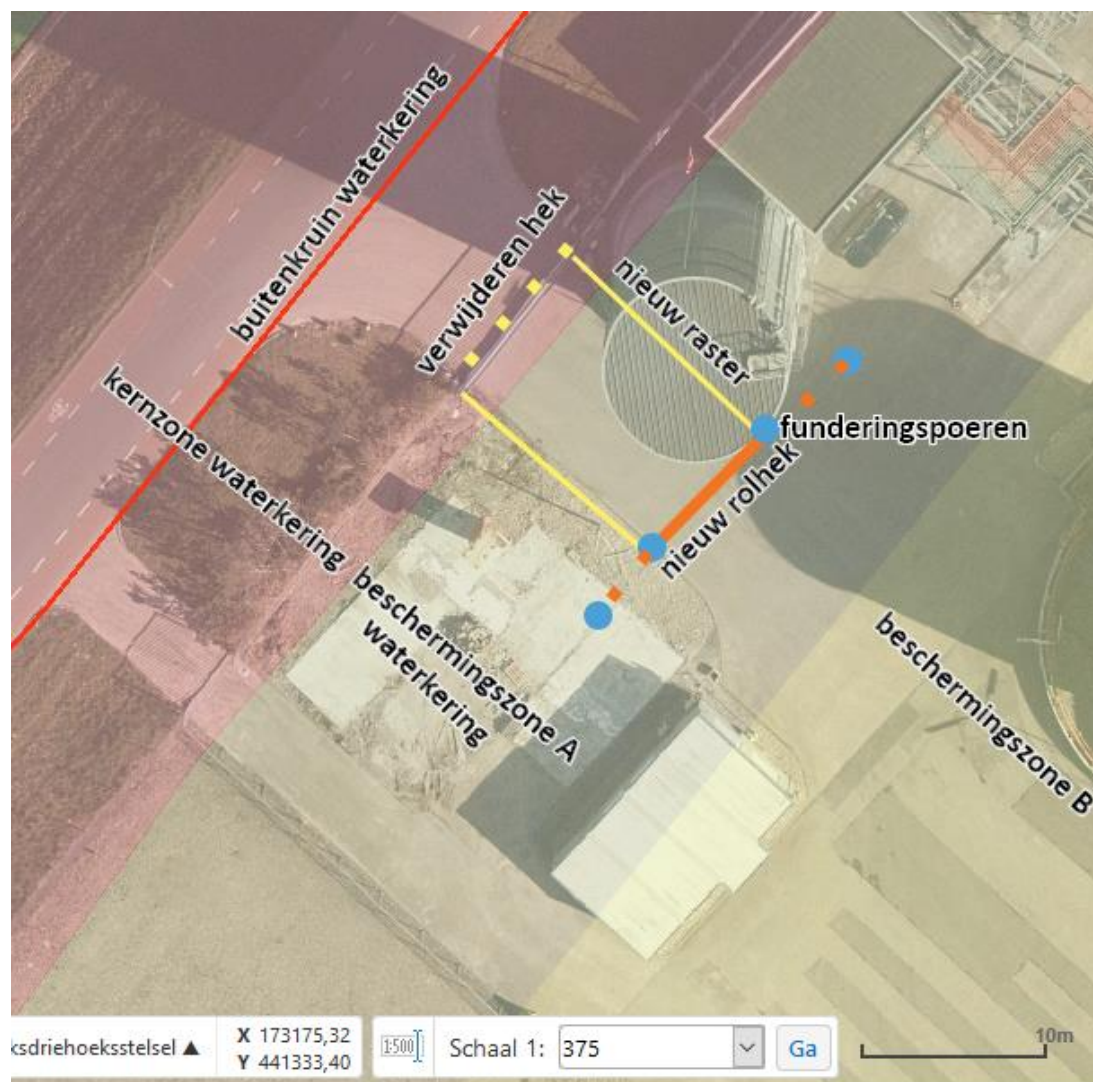 buitenkruin waterkering
verwijderen hek
nieuw raster
kernzone waterkering
funderingspoeren
nieuw rolhek
beschermingszone A
waterkering
beschermingszone B
ksdriehoeksstelsel ▲
X 173175,32
Y 441333,40
1:500
Schaal 1: 375
Ga
10m